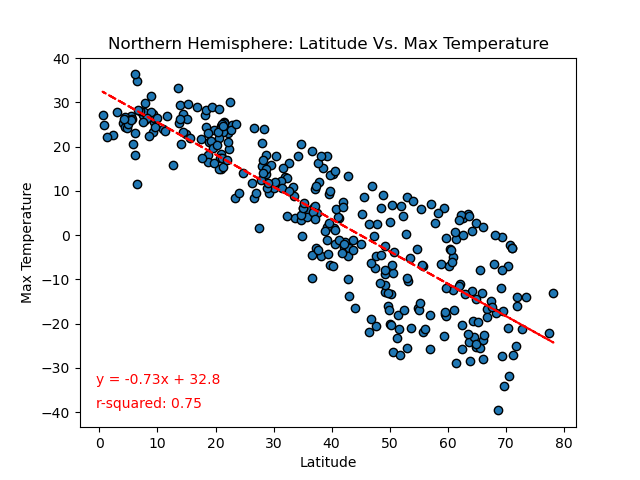 Northern Hemisphere: Latitude Vs. Max Temperature
Max Temperature
40
30
20
10
0
−10
−20
−30
−40
y = -0.73x + 32.8
r-squared: 0.75
0 10 20 30 40 50 60 70 80
Latitude